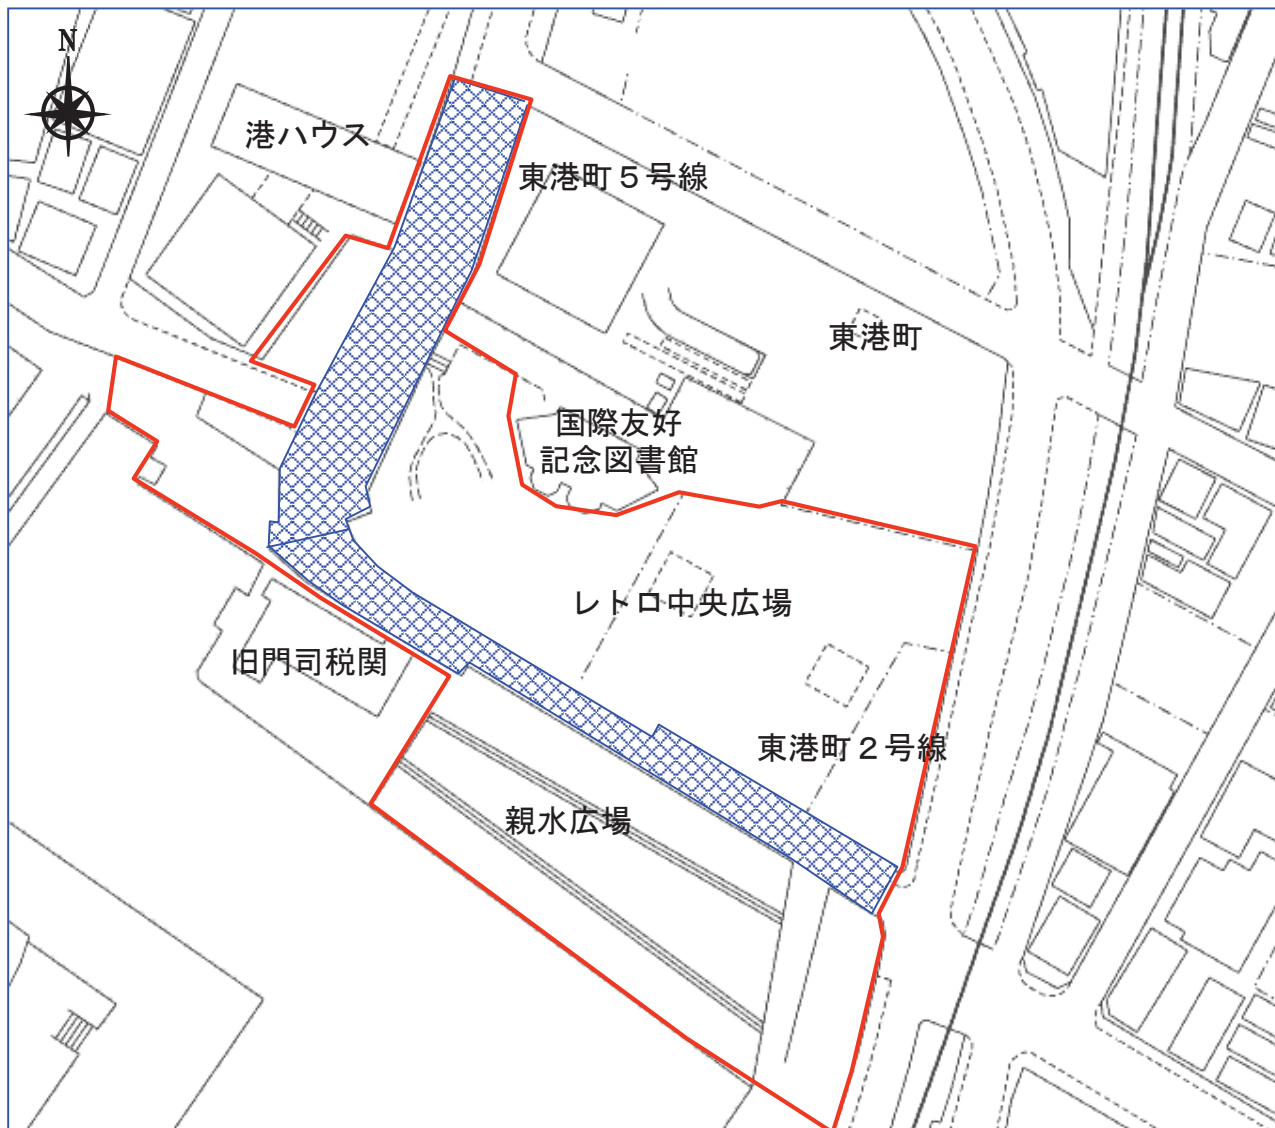 N
港ハウス
東港町５号線
東港町
国際友好
記念図書館
レトロ中央広場
旧門司税関
東港町２号線
親水広場